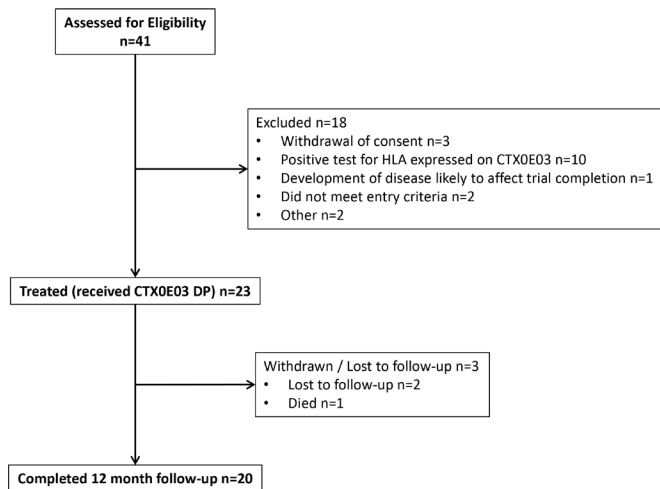 Assessed for Eligibility
n=41
Excluded n=18
• Withdrawal of consent n=3
• Positive test for HLA expressed on CTX0E03 n=10
• Development of disease likely to affect trial completion n=1
• Did not meet entry criteria n=2
• Other n=2
Treated (received CTX0E03 DP) n=23
Withdrawn / Lost to follow-up n=3
• Lost to follow-up n=2
• Died n=1
Completed 12 month follow-up n=20